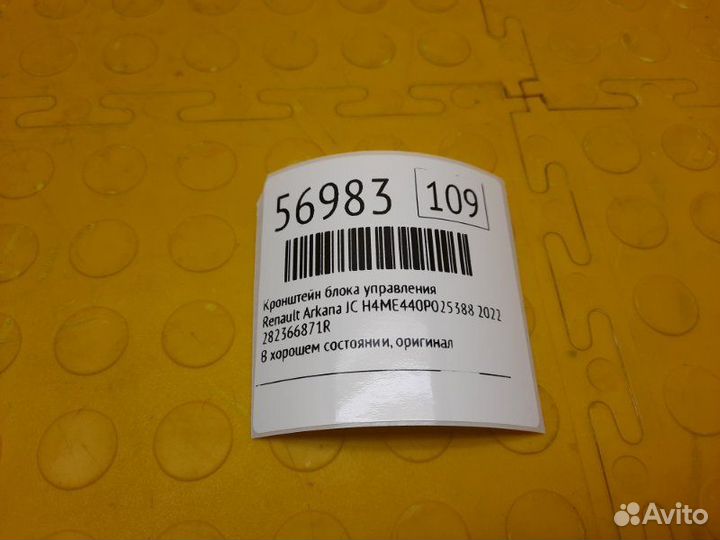 56983 109
Кронштейн блока управления
Renault Arkana JC H4ME440P025388 2022
282366871R
В хорошем состоянии, оригинал
Avito